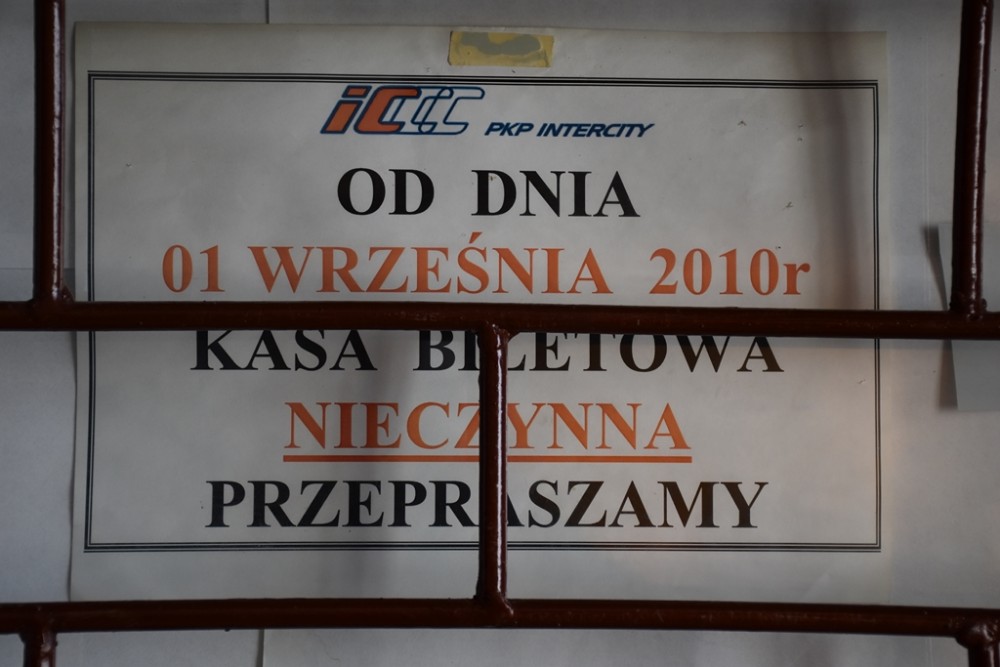 iC PKP INTERCITY
OD DNIA
01 WRZEŚNIA 2010r
KASA BILETOWA
NIECZYNNA
PRZEPRASZAMY